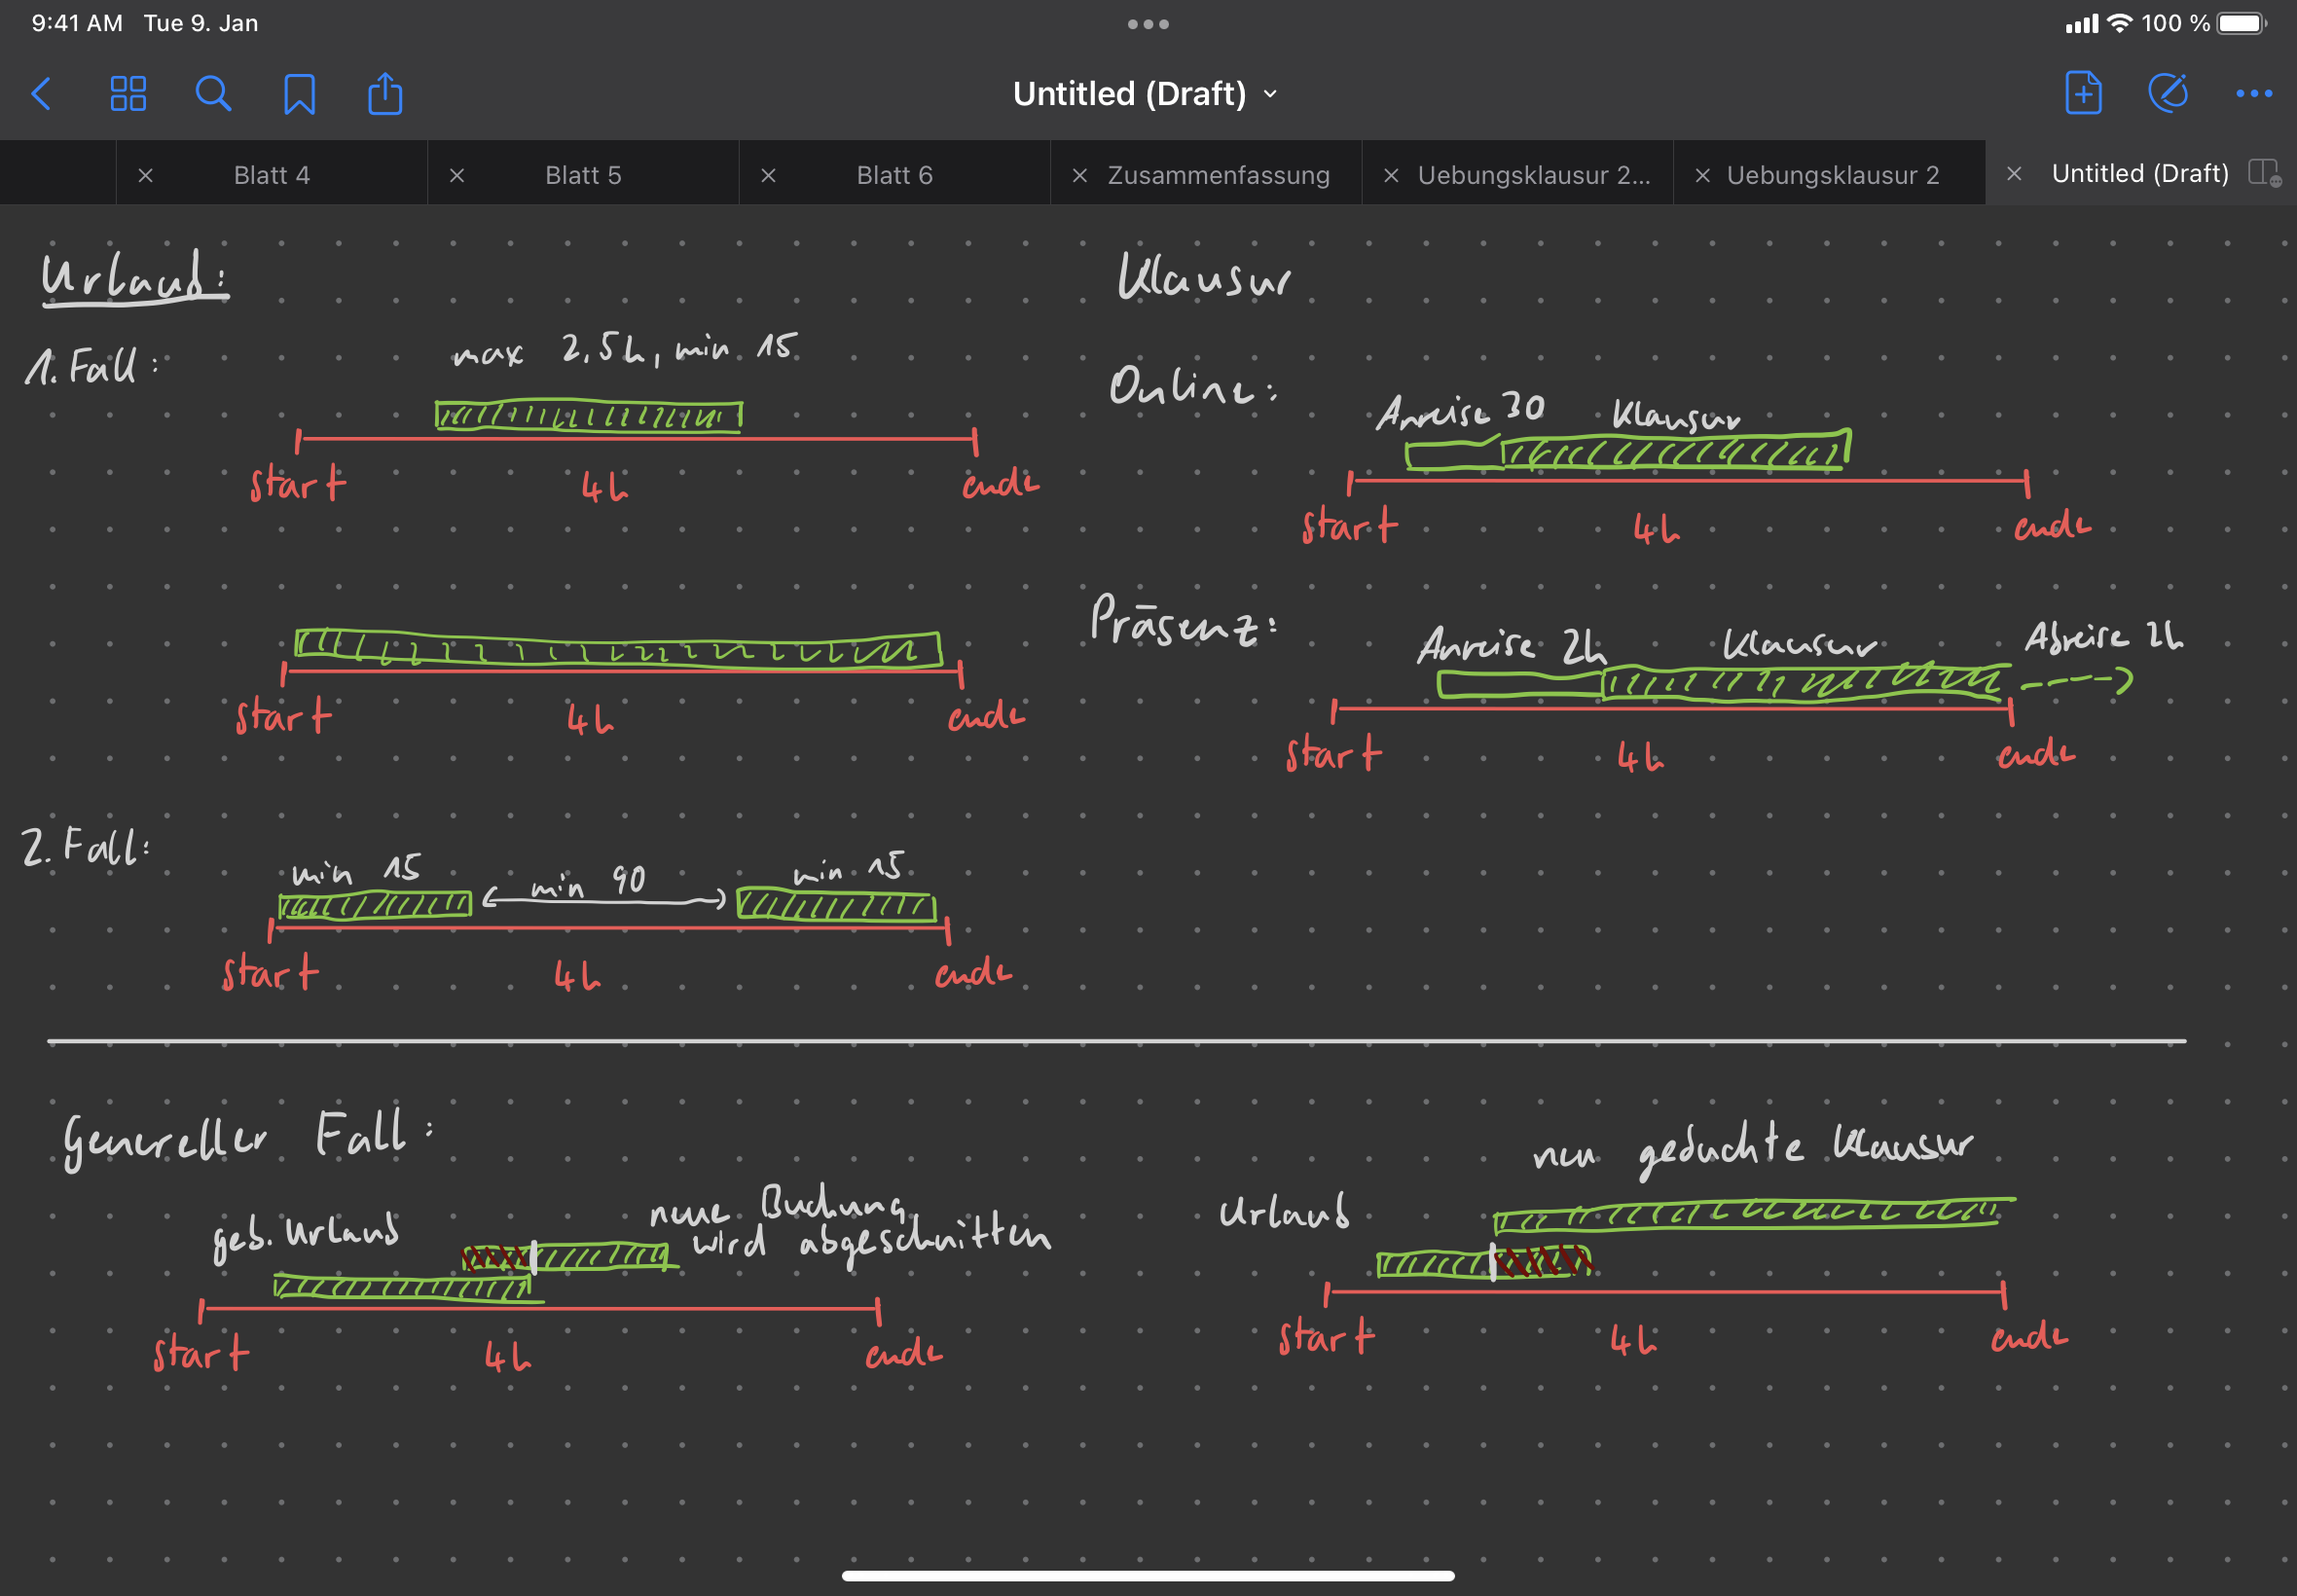 9:41 AM Tue 9. Jan
100 %
Untitled (Draft)
Blatt 4
Blatt 5
Blatt 6
Zusammenfassung
Uebungsklausur 2...
Uebungsklausur 2
Untitled (Draft)
Urlaub:
1. Fall:
max 2,5h, min 15
start 4h ende
start 4h ende
2. Fall:
min 15 min 90 min 15
start 4h ende
Klausur
Online:
Anreise 30 Klausur
start 4h ende
Präsenz:
Anreise 2h Klausur Abreise 2h
start 4h ende
Genereller Fall:
geb. Urlaub
neue Buchung
wird abgeschnitten
start 4h ende
neu gebuchte Klausur
Urlaub
start 4h ende